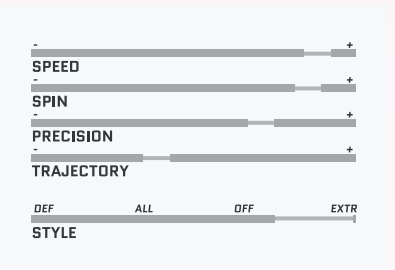 - +
SPEED
- +
SPIN
- +
PRECISION
- +
TRAJECTORY
DEF ALL OFF EXTR
STYLE